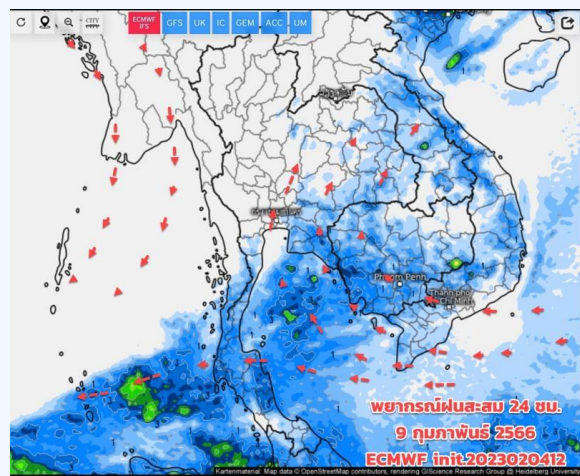 CITY
ECMWF IFS
GFS
UK
IC
GEM
ACC
UM
Phnom Penh
Thành phố
Chí Minh
พยากรณ์ฝนสะสม 24 ชม.
9 กุมภาพันธ์ 2566
ECMWF init.2023020412
Kartenmaterial: Map data © OpenStreetMap contributors, rendering GIScience Research Group @ Heidelberg University